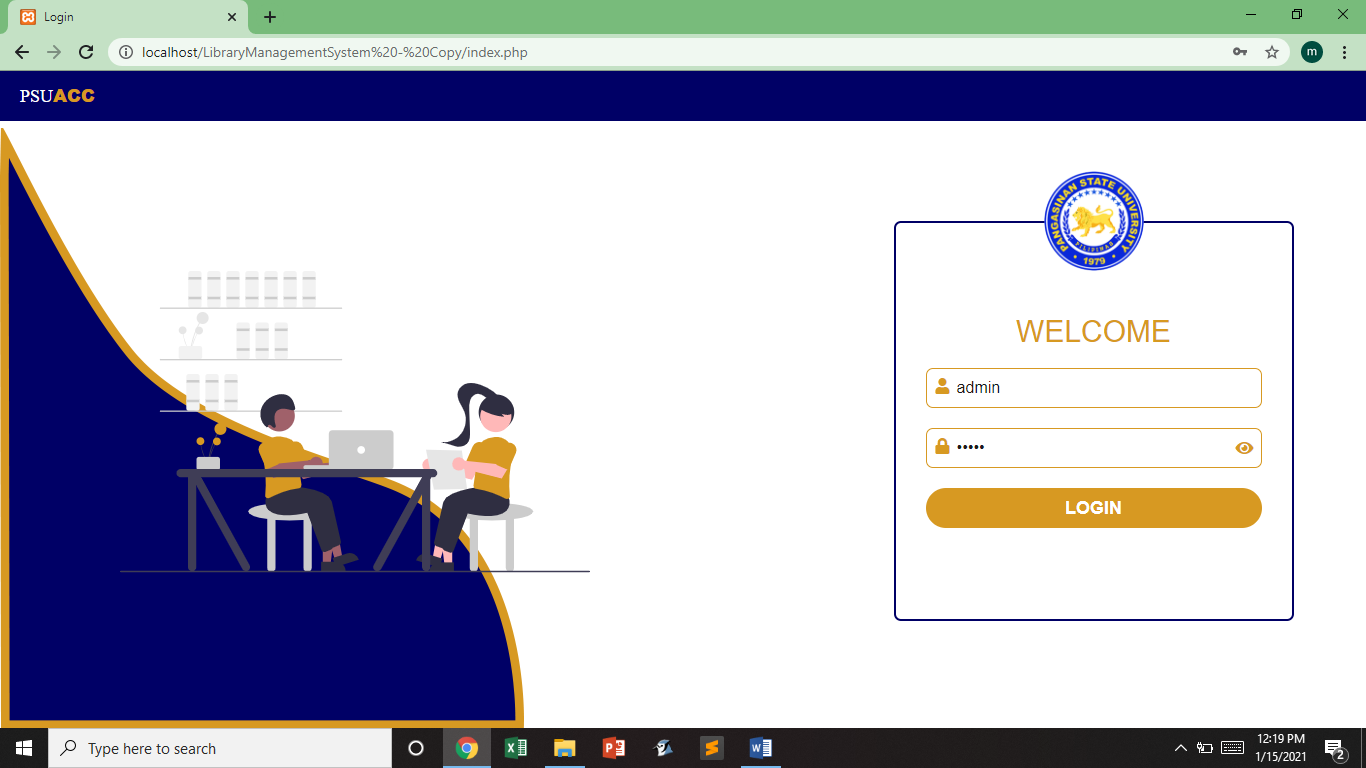 Login
localhost/LibraryManagementSystem%20-%20Copy/index.php
m
PSUACC
PANGASINAN STATE UNIVERSITY
FILIPINAS
1979
WELCOME
admin
•••••
LOGIN
Type here to search
12:19 PM
1/15/2021
2